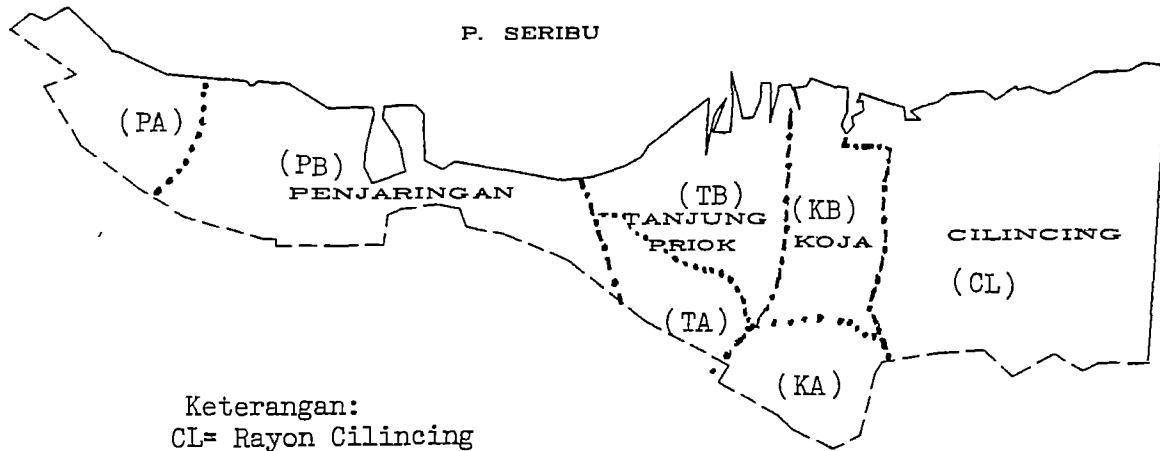 P. SERIBU
(PA)
(PB)
PENJARINGAN
(TB)
TANJUNG
PRIOK
(KB)
KOJA
CILINCING
(CL)
(TA)
(KA)
Keterangan:
CL= Rayon Cilincing